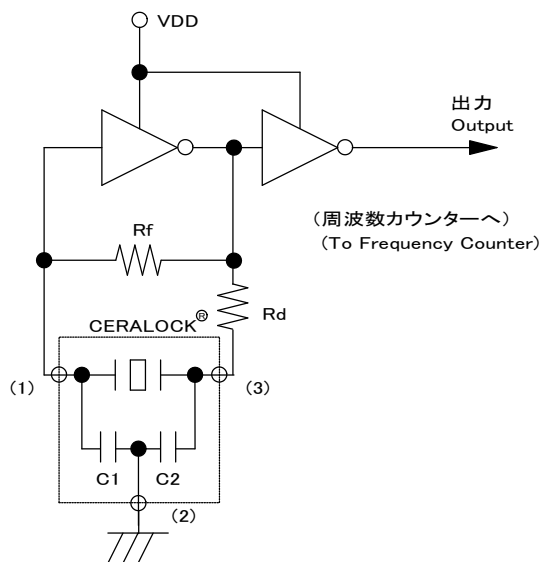 VDD
出力
Output
(周波数カウンターへ)
(To Frequency Counter)
Rf
Rd
CERALOCK®
(1)
(3)
C1
C2
(2)